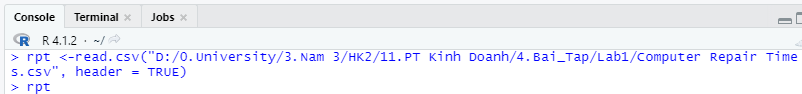 Console Terminal × Jobs ×
R R 4.1.2 · ~/
> rpt <-read.csv("D:/0.University/3.Nam 3/HK2/11.PT Kinh Doanh/4.Bai_Tap/Lab1/Computer Repair Time
s.csv", header = TRUE)
> rpt